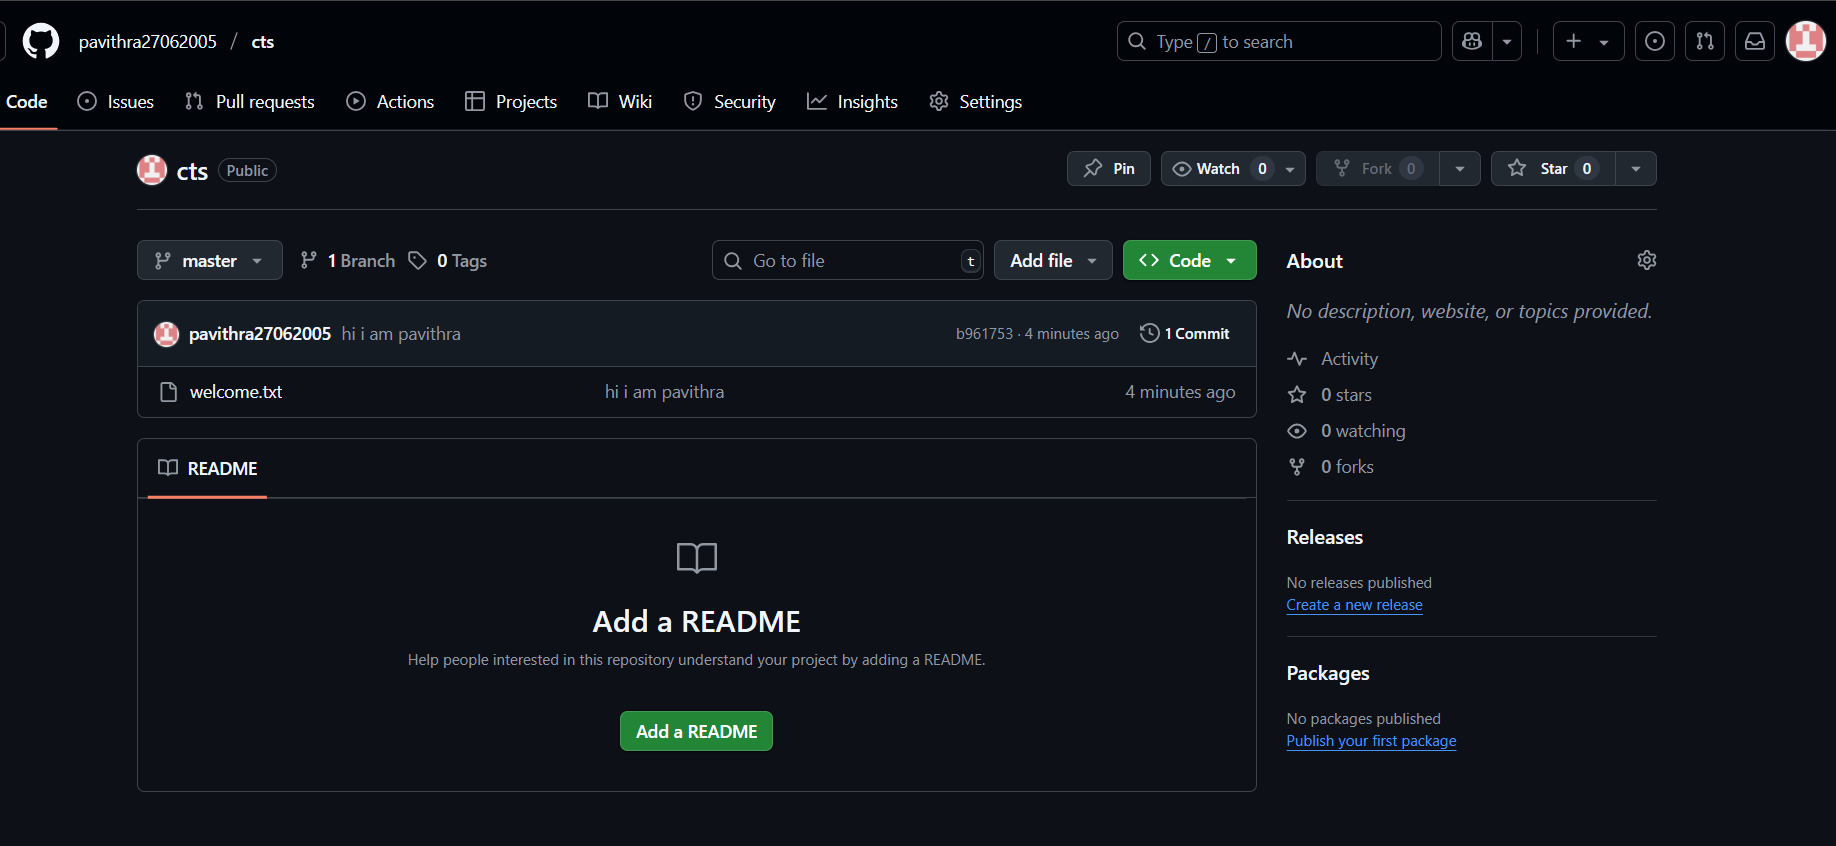 pavithra27062005 / cts
Type / to search
Code Issues Pull requests Actions Projects Wiki Security Insights Settings
cts Public
Pin Watch 0 Fork 0 Star 0
master 1 Branch 0 Tags Go to file t Add file Code
pavithra27062005 hi i am pavithra b961753 · 4 minutes ago 1 Commit
welcome.txt hi i am pavithra 4 minutes ago
README
Add a README
Help people interested in this repository understand your project by adding a README.
Add a README
About
No description, website, or topics provided.
Activity
0 stars
0 watching
0 forks
Releases
No releases published
Create a new release
Packages
No packages published
Publish your first package